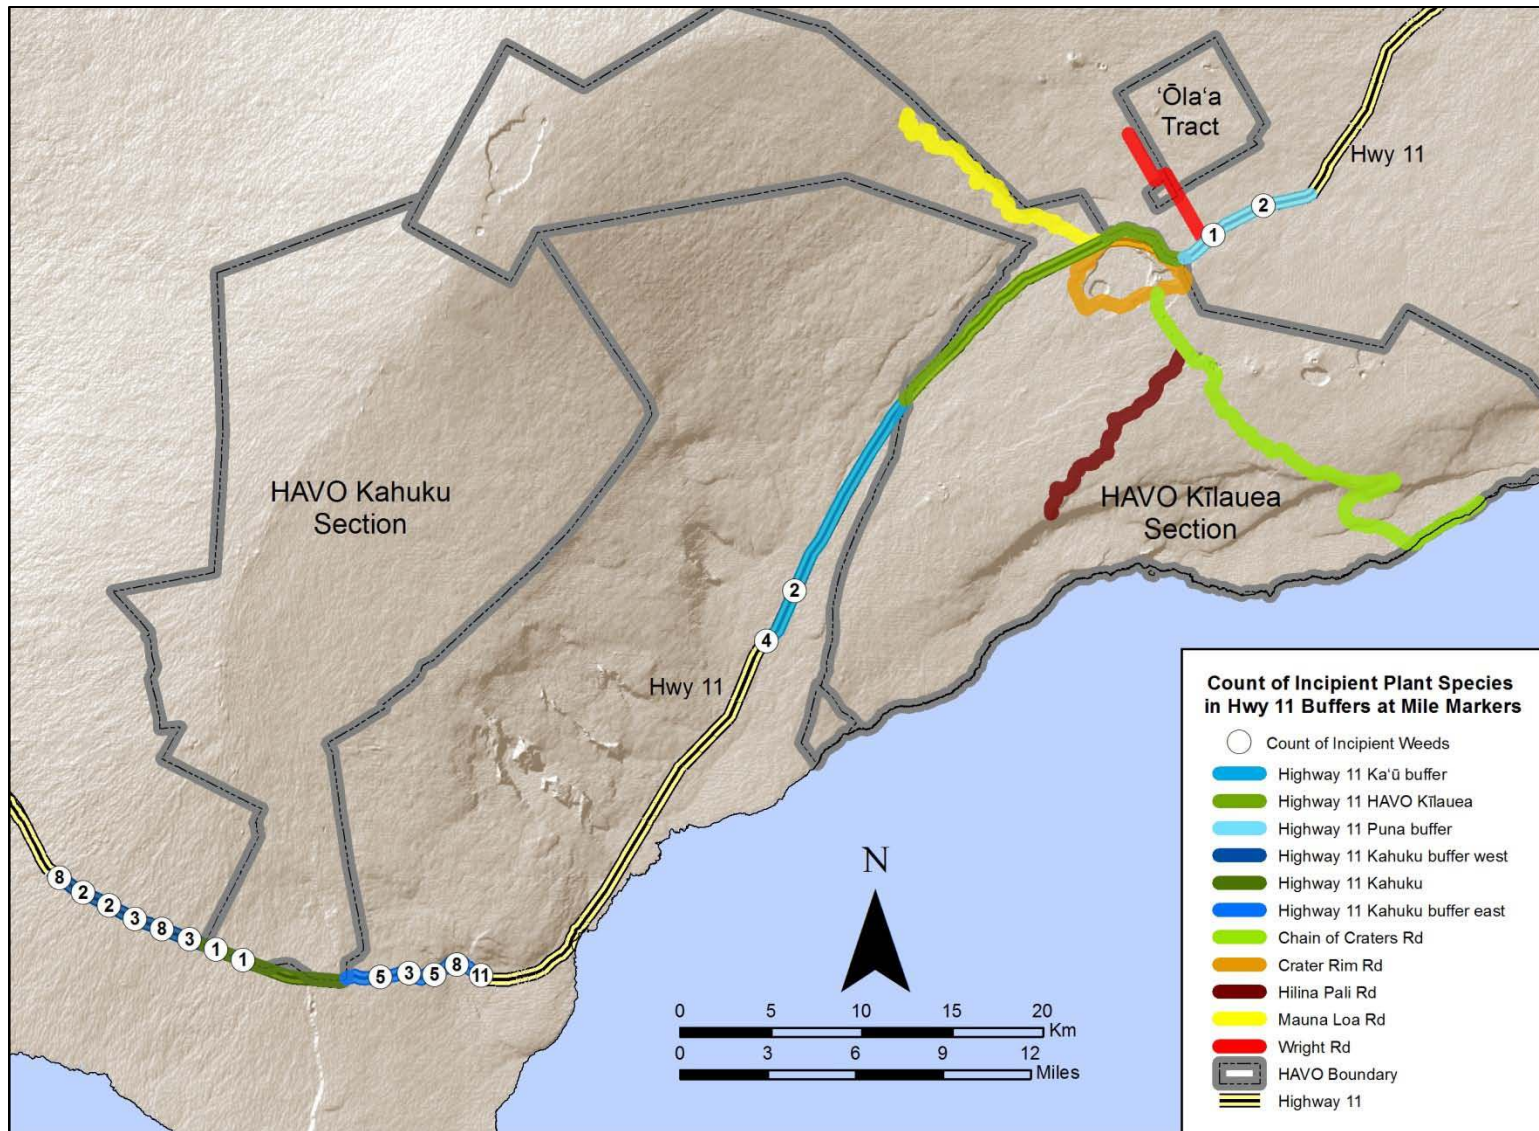 ʻŌlaʻa
Tract
Hwy 11
2
1
HAVO Kahuku
Section
HAVO Kīlauea
Section
2
4
Hwy 11
8
2
2
3
8
3
1
1
5
3
5
8
11
N
0 5 10 15 20
Km
0 3 6 9 12
Miles
Count of Incipient Plant Species
in Hwy 11 Buffers at Mile Markers
Count of Incipient Weeds
Highway 11 Kaʻū buffer
Highway 11 HAVO Kīlauea
Highway 11 Puna buffer
Highway 11 Kahuku buffer west
Highway 11 Kahuku
Highway 11 Kahuku buffer east
Chain of Craters Rd
Crater Rim Rd
Hilina Pali Rd
Mauna Loa Rd
Wright Rd
HAVO Boundary
Highway 11